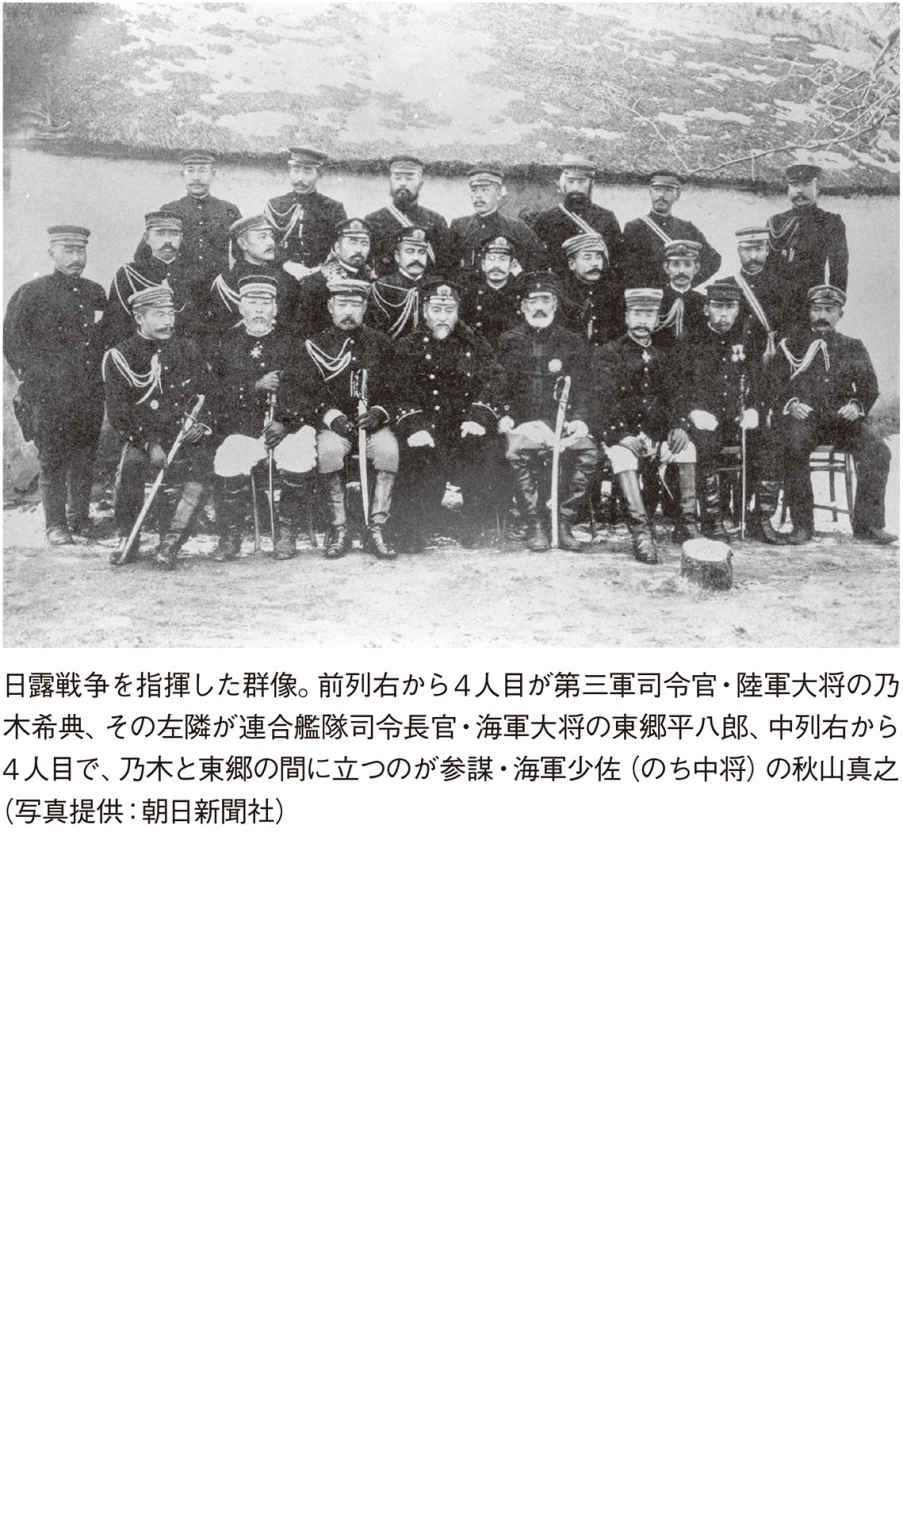 日露戦争を指揮した群像。前列右から4人目が第三軍司令官・陸軍大将の乃
木希典、その左隣が連合艦隊司令長官・海軍大将の東郷平八郎、中列右から
4人目で、乃木と東郷の間に立つのが参謀・海軍少佐（のち中将）の秋山真之
（写真提供：朝日新聞社）